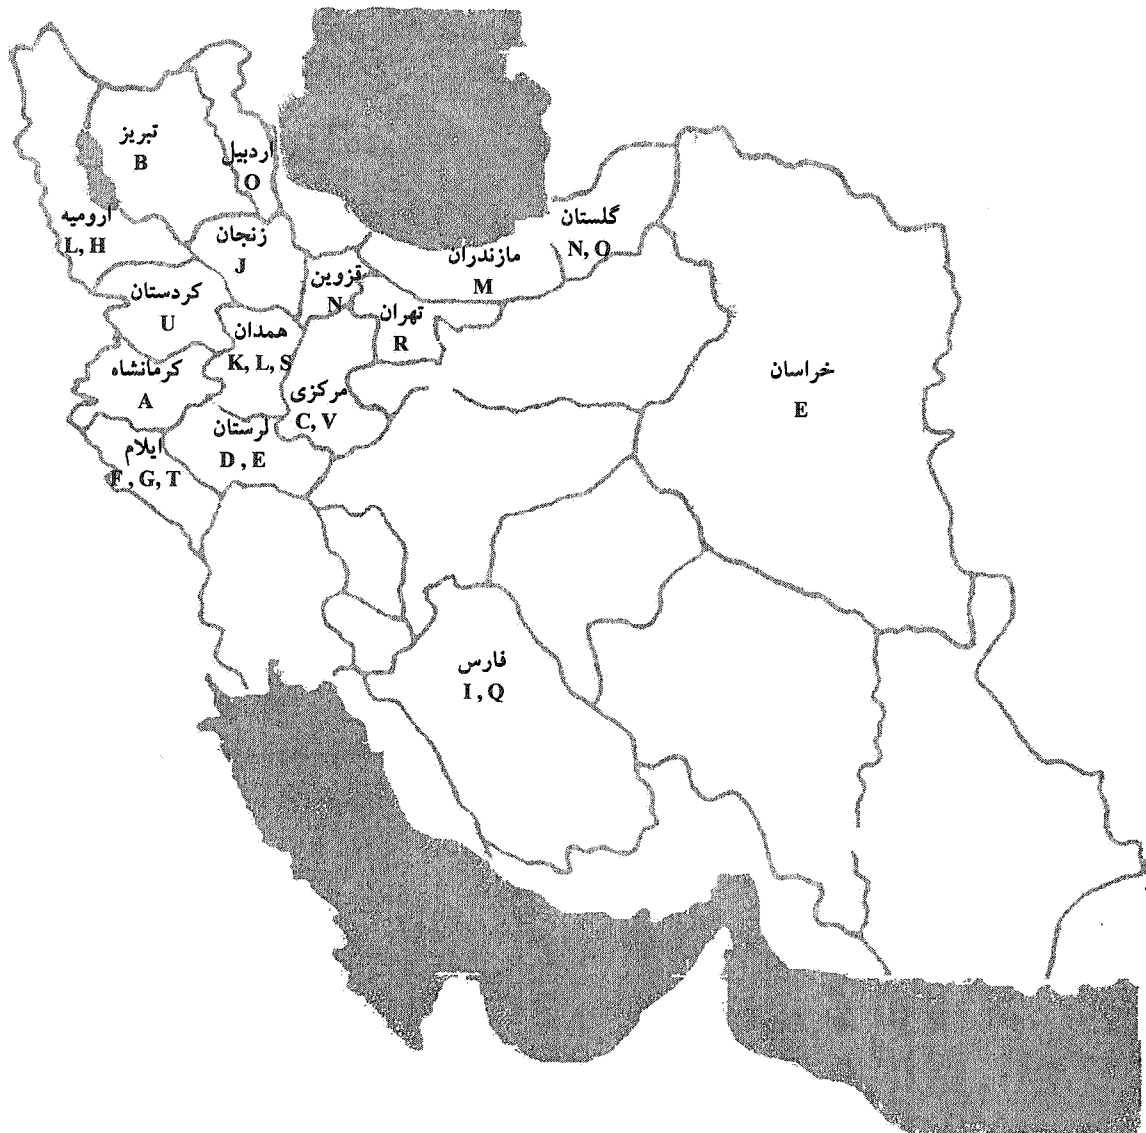 تبریز
B
اردبیل
O
ارومیه
L, H
زنجان
J
گلستان
N, O
مازندران
M
قزوین
N
کردستان
U
تهران
R
همدان
K, L, S
کرمانشاه
A
خراسان
E
مرکزی
C, V
لرستان
D , E
ایلام
F , G, T
فارس
I , Q